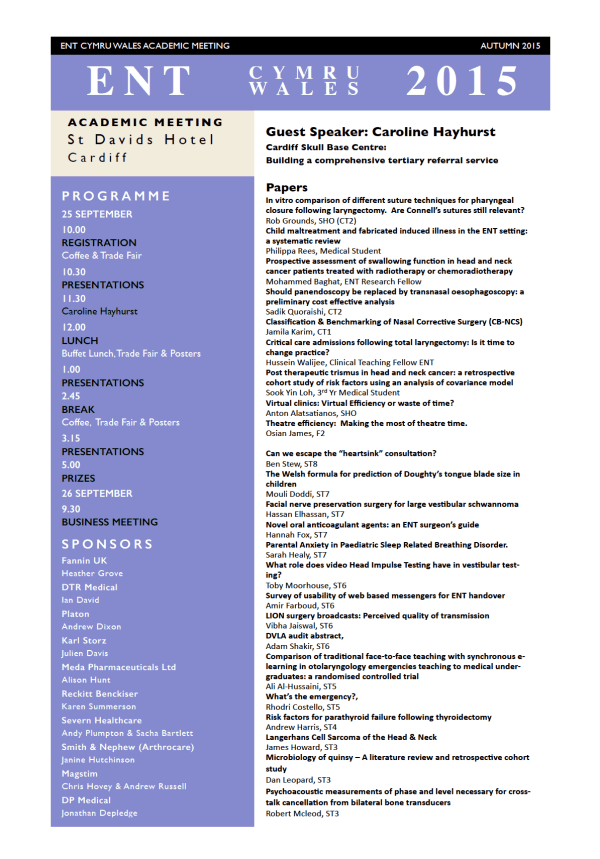 ENT CYMRU WALES ACADEMIC MEETING
AUTUMN 2015
ENT
CYMRU
WALES
2015
ACADEMIC MEETING
St Davids Hotel
Cardiff
PROGRAMME
25 SEPTEMBER
10.00
REGISTRATION
Coffee & Trade Fair
10.30
PRESENTATIONS
11.30
Caroline Hayhurst
12.00
LUNCH
Buffet Lunch, Trade Fair & Posters
1.00
PRESENTATIONS
2.45
BREAK
Coffee, Trade Fair & Posters
3.15
PRESENTATIONS
5.00
PRIZES
26 SEPTEMBER
9.30
BUSINESS MEETING
SPONSORS
Fannin UK
Heather Grove
DTR Medical
Ian David
Platon
Andrew Dixon
Karl Storz
Julien Davis
Meda Pharmaceuticals Ltd
Alison Hunt
Reckitt Benckiser
Karen Summerson
Severn Healthcare
Andy Plumpton & Sacha Bartlett
Smith & Nephew (Arthrocare)
Janine Hutchinson
Magstim
Chris Hovey & Andrew Russell
DP Medical
Jonathan Depledge
Guest Speaker: Caroline Hayhurst
Cardiff Skull Base Centre:
Building a comprehensive tertiary referral service
Papers
In vitro comparison of different suture techniques for pharyngeal
closure following laryngectomy. Are Connell's sutures still relevant?
Rob Grounds, SHO (CT2)
Child maltreatment and fabricated induced illness in the ENT setting:
a systematic review
Philippa Rees, Medical Student
Prospective assessment of swallowing function in head and neck
cancer patients treated with radiotherapy or chemoradiotherapy
Mohammed Baghat, ENT Research Fellow
Should panendoscopy be replaced by transnasal oesophagoscopy: a
preliminary cost effective analysis
Sadik Quoraishi, CT2
Classification & Benchmarking of Nasal Corrective Surgery (CB-NCS)
Jamila Karim, CT1
Critical care admissions following total laryngectomy: Is it time to
change practice?
Hussein Walijee, Clinical Teaching Fellow ENT
Post therapeutic trismus in head and neck cancer: a retrospective
cohort study of risk factors using an analysis of covariance model
Sook Yin Loh, 3rd Yr Medical Student
Virtual clinics: Virtual Efficiency or waste of time?
Anton Alatsatianos, SHO
Theatre efficiency: Making the most of theatre time.
Osian James, F2
Can we escape the "heartsink" consultation?
Ben Stew, ST8
The Welsh formula for prediction of Doughty's tongue blade size in
children
Mouli Doddi, ST7
Facial nerve preservation surgery for large vestibular schwannoma
Hassan Elhassan, ST7
Novel oral anticoagulant agents: an ENT surgeon's guide
Hannah Fox, ST7
Parental Anxiety in Paediatric Sleep Related Breathing Disorder.
Sarah Healy, ST7
What role does video Head Impulse Testing have in vestibular test-
ing?
Toby Moorhouse, ST6
Survey of usability of web based messengers for ENT handover
Amir Farboud, ST6
LION surgery broadcasts: Perceived quality of transmission
Vibha Jaiswal, ST6
DVLA audit abstract,
Adam Shakir, ST6
Comparison of traditional face-to-face teaching with synchronous e-
learning in otolaryngology emergencies teaching to medical under-
graduates: a randomised controlled trial
Ali Al-Hussaini, ST5
What's the emergency?,
Rhodri Costello, ST5
Risk factors for parathyroid failure following thyroidectomy
Andrew Harris, ST4
Langerhans Cell Sarcoma of the Head & Neck
James Howard, ST3
Microbiology of quinsy – A literature review and retrospective cohort
study
Dan Leopard, ST3
Psychoacoustic measurements of phase and level necessary for cross-
talk cancellation from bilateral bone transducers
Robert Mcleod, ST3